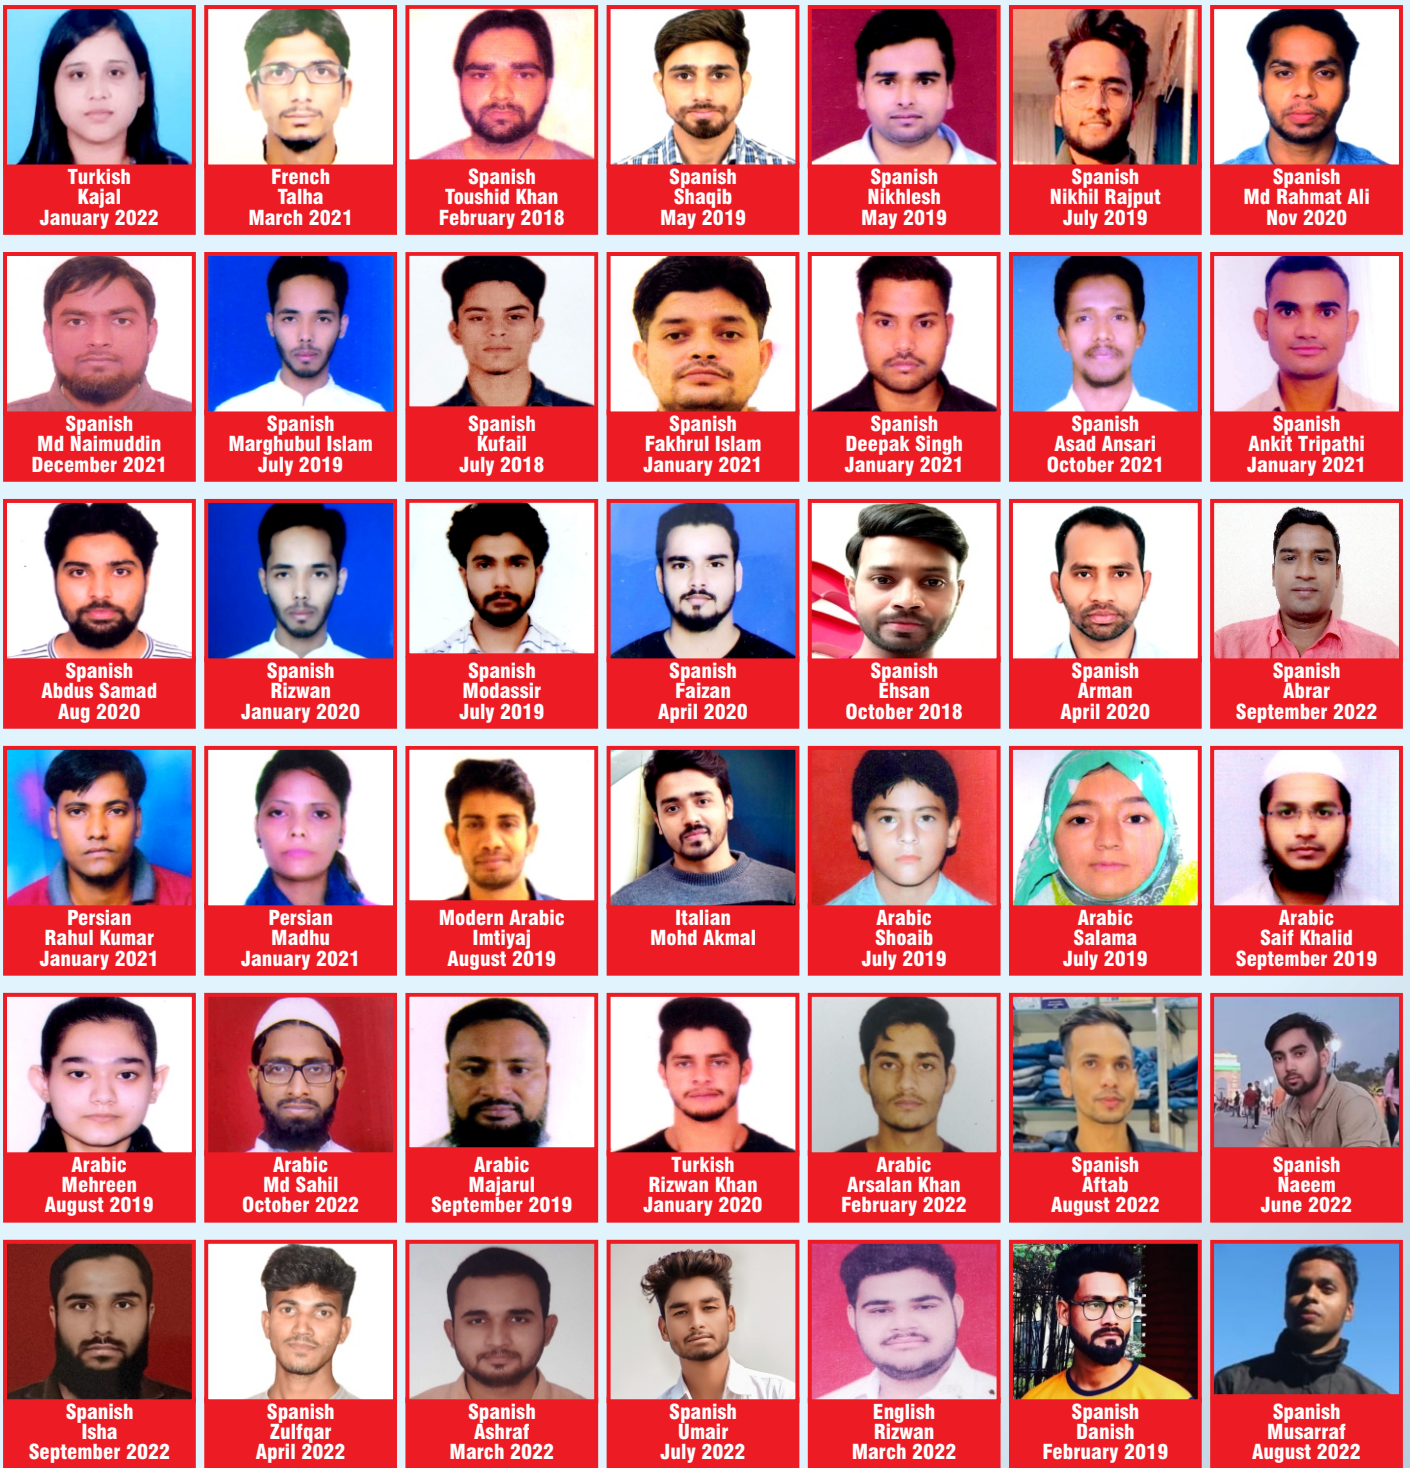 Turkish
Kajal
January 2022
French
Talha
March 2021
Spanish
Toushid Khan
February 2018
Spanish
Shaqib
May 2019
Spanish
Nikhlesh
May 2019
Spanish
Nikhil Rajput
July 2019
Spanish
Md Rahmat Ali
Nov 2020
Spanish
Md Naimuddin
December 2021
Spanish
Marghubul Islam
July 2019
Spanish
Kufail
July 2018
Spanish
Fakhrul Islam
January 2021
Spanish
Deepak Singh
January 2021
Spanish
Asad Ansari
October 2021
Spanish
Ankit Tripathi
January 2021
Spanish
Abdus Samad
Aug 2020
Spanish
Rizwan
January 2020
Spanish
Modassir
July 2019
Spanish
Faizan
April 2020
Spanish
Ehsan
October 2018
Spanish
Arman
April 2020
Spanish
Abrar
September 2022
Persian
Rahul Kumar
January 2021
Persian
Madhu
January 2021
Modern Arabic
Imtiyaj
August 2019
Italian
Mohd Akmal
Arabic
Shoaib
July 2019
Arabic
Salama
July 2019
Arabic
Saif Khalid
September 2019
Arabic
Mehreen
August 2019
Arabic
Md Sahil
October 2022
Arabic
Majarul
September 2019
Turkish
Rizwan Khan
January 2020
Arabic
Arsalan Khan
February 2022
Spanish
Aftab
August 2022
Spanish
Naeem
June 2022
Spanish
Isha
September 2022
Spanish
Zulfqar
April 2022
Spanish
Ashraf
March 2022
Spanish
Umair
July 2022
English
Rizwan
March 2022
Spanish
Danish
February 2019
Spanish
Musarraf
August 2022